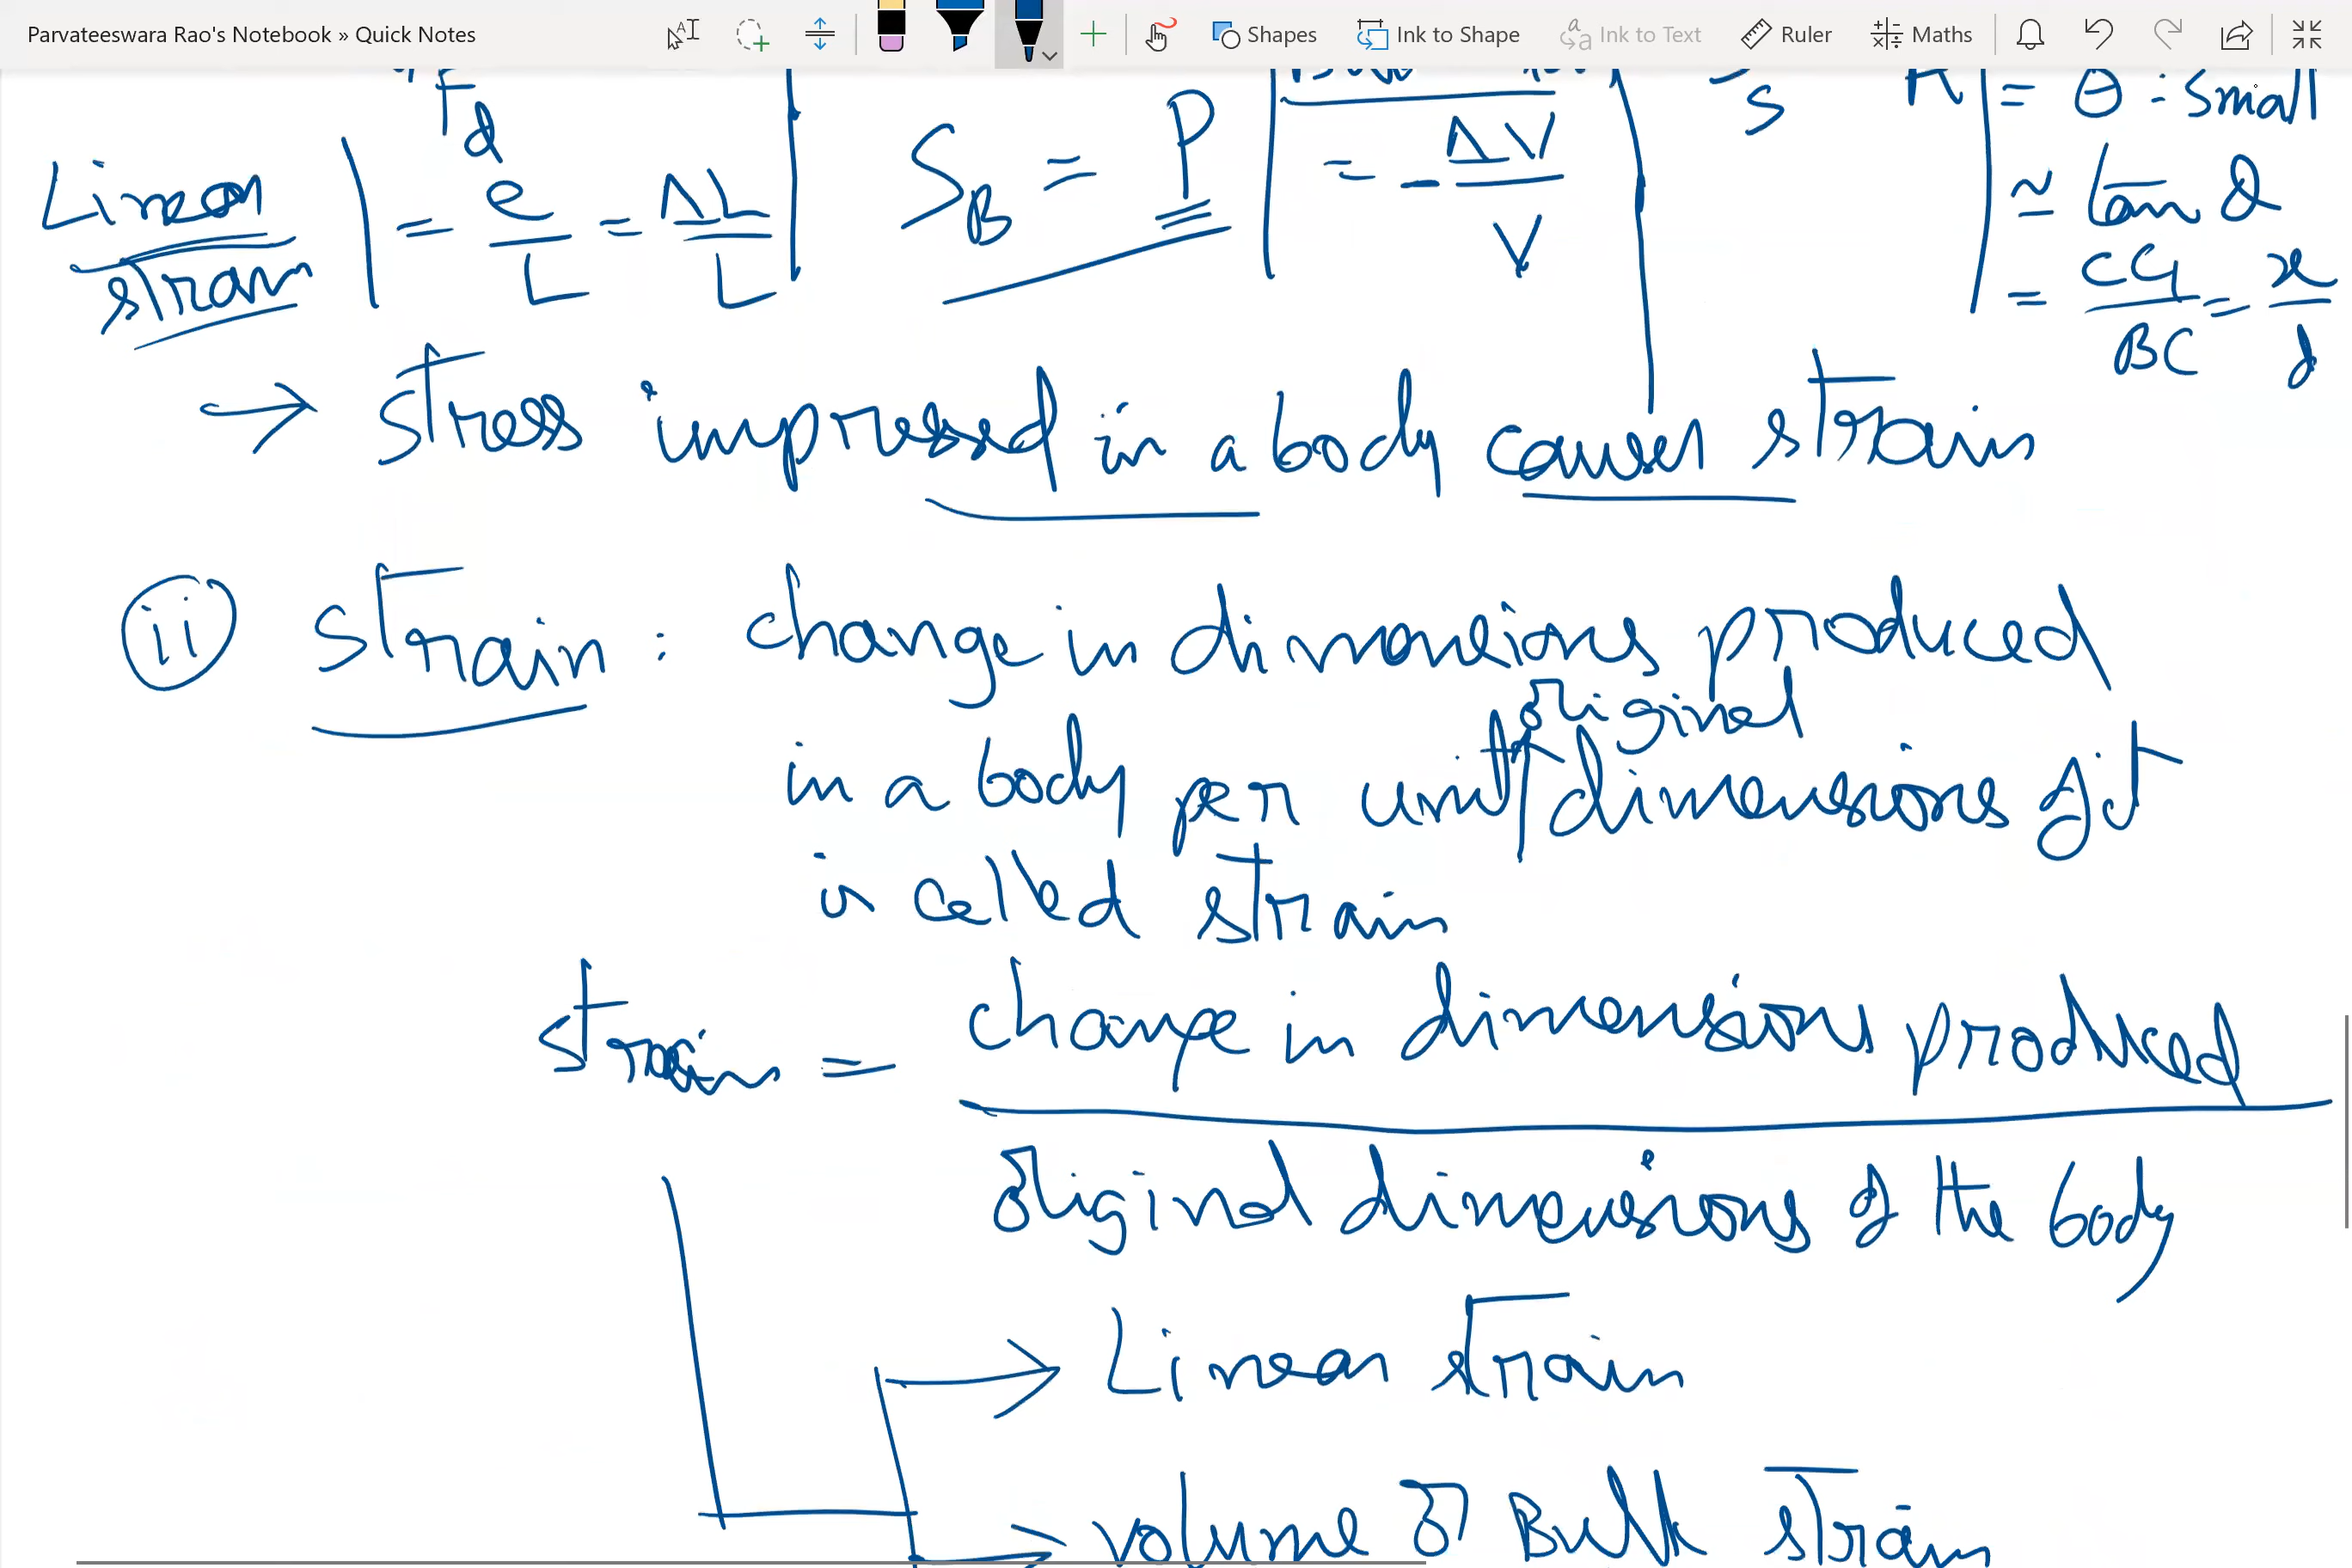 Parvateeswara Rao's Notebook » Quick Notes
Shapes Ink to Shape Ink to Text Ruler Maths
= θ : small
Linear strain = e/L = ΔL/L
S_B = P
= - ΔV/V
≃ tan θ
= CC₁/BC = x/l
→ stress impressed in a body causes strain
ii strain : change in dimensions produced
in a body per unit original dimensions of it
is called strain
strain = change in dimensions produced
original dimensions of the body
→ Linear strain
→ volume or Bulk strain